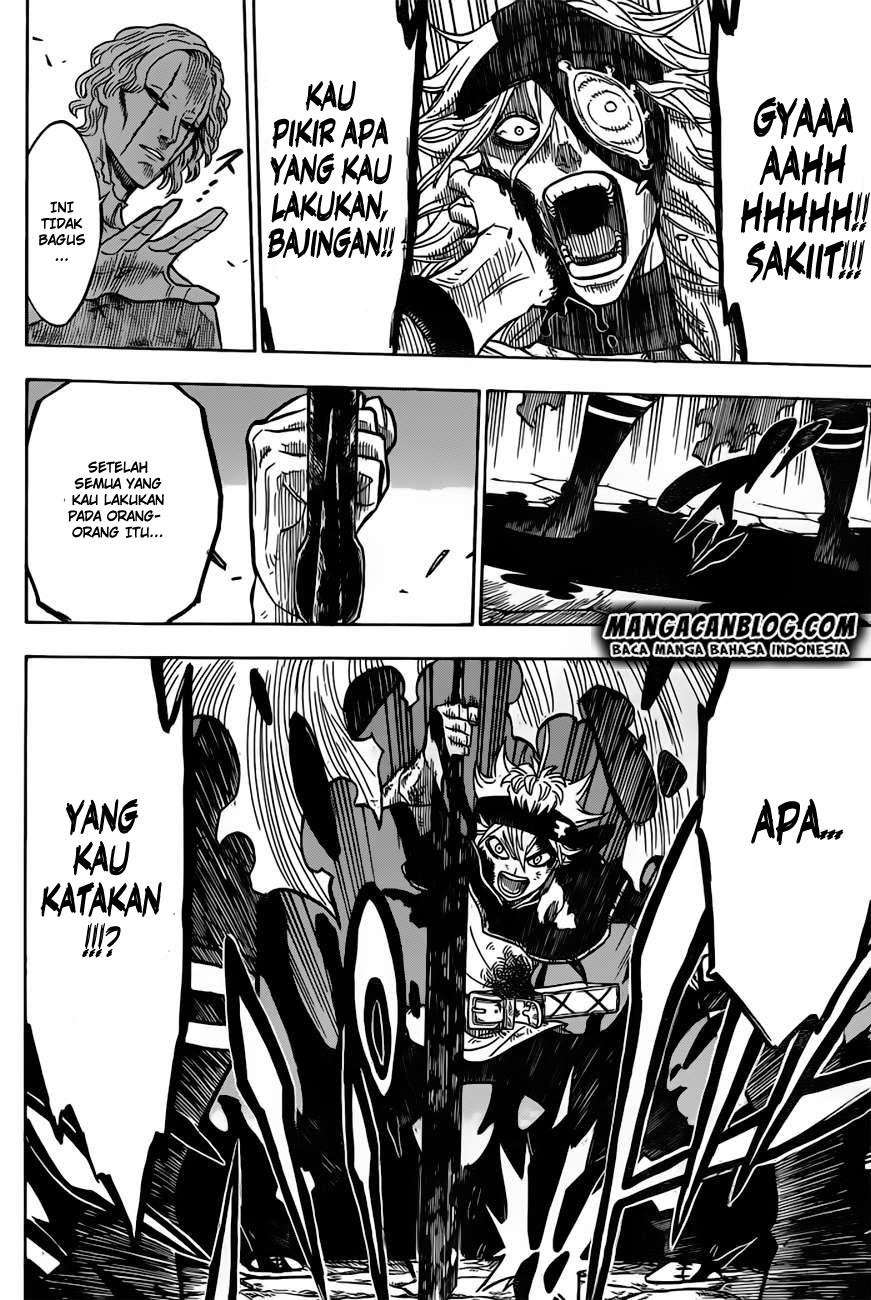 GYAAA
AAHH
HHHHH!!
SAKIIT!!!
KAU
PIKIR APA
YANG KAU
LAKUKAN,
BAJINGAN!!
INI
TIDAK
BAGUS
...
SETELAH
SEMUA YANG
KAU LAKUKAN
PADA ORANG-
ORANG ITU...
MANGACANBLOG.COM
BACA MANGA BAHASA INDONESIA
APA...
YANG
KAU
KATAKAN
!!!?